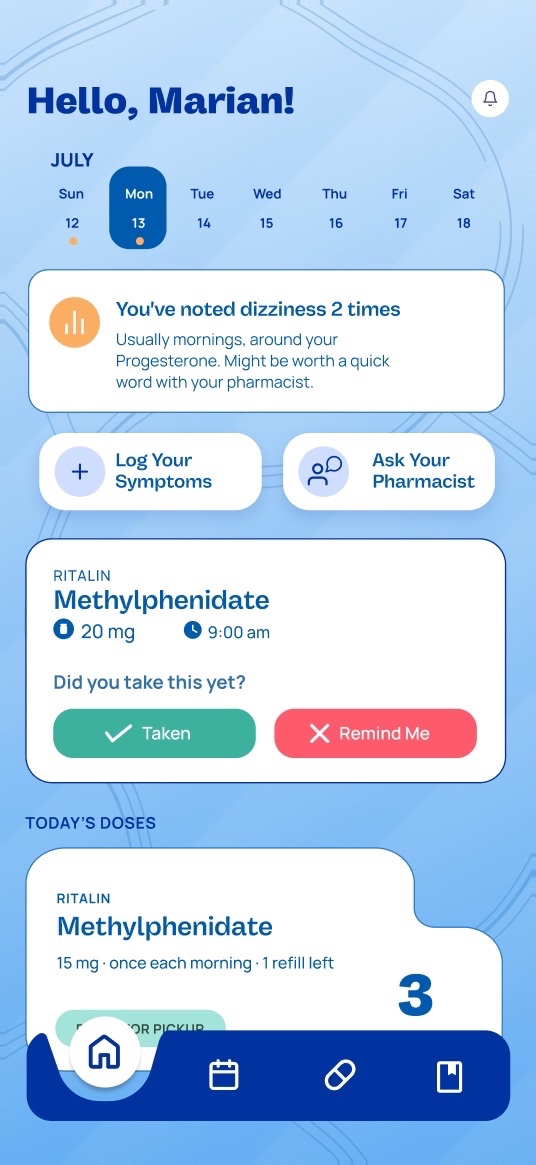 Hello, Marian!
JULY
Sun Mon Tue Wed Thu Fri Sat
12 13 14 15 16 17 18
You've noted dizziness 2 times
Usually mornings, around your
Progesterone. Might be worth a quick
word with your pharmacist.
Log Your
Symptoms
Ask Your
Pharmacist
RITALIN
Methylphenidate
20 mg 9:00 am
Did you take this yet?
Taken Remind Me
TODAY'S DOSES
RITALIN
Methylphenidate
15 mg · once each morning · 1 refill left
3
PICKUP